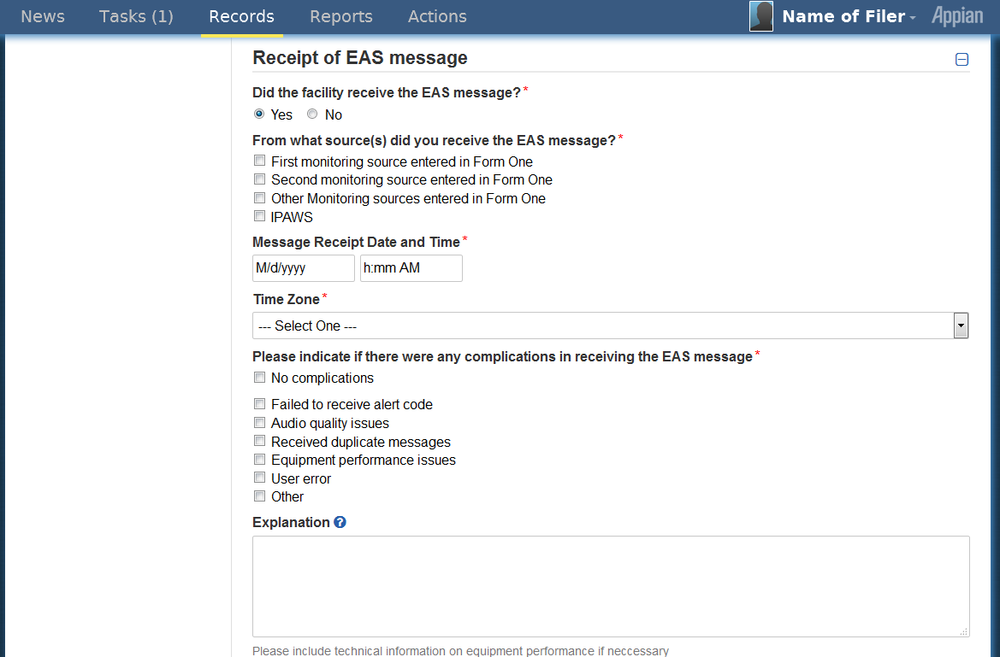 News Tasks (1) Records Reports Actions Name of Filer Appian
Receipt of EAS message
Did the facility receive the EAS message?*
Yes No
From what source(s) did you receive the EAS message?*
First monitoring source entered in Form One
Second monitoring source entered in Form One
Other Monitoring sources entered in Form One
IPAWS
Message Receipt Date and Time*
M/d/yyyy h:mm AM
Time Zone*
--- Select One ---
Please indicate if there were any complications in receiving the EAS message*
No complications
Failed to receive alert code
Audio quality issues
Received duplicate messages
Equipment performance issues
User error
Other
Explanation ?
Please include technical information on equipment performance if neccessary